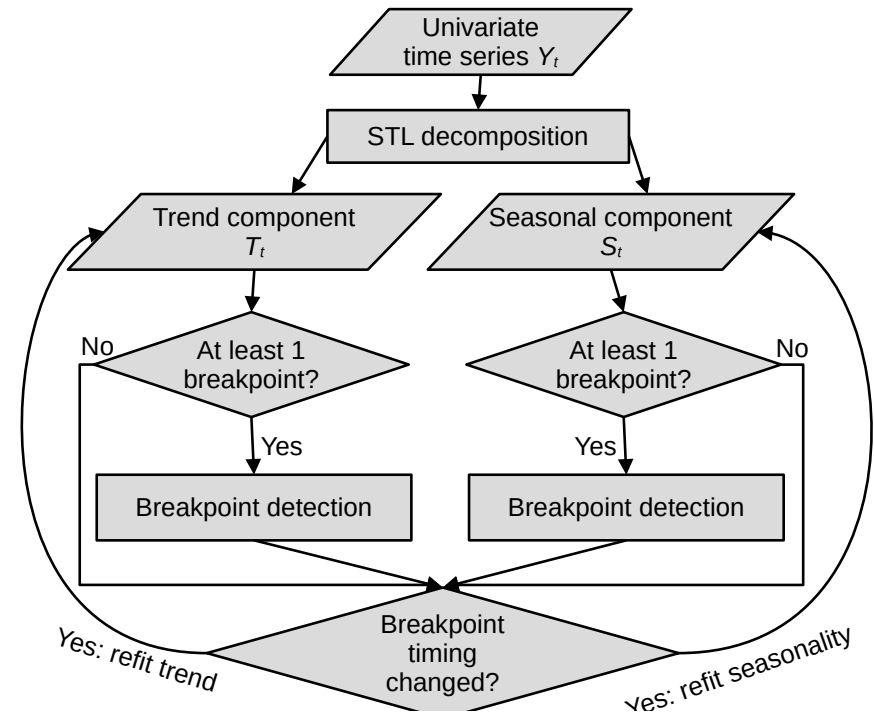 Univariate
time series Yₜ
STL decomposition
Trend component
Tₜ
Seasonal component
Sₜ
No
At least 1
breakpoint?
At least 1
breakpoint?
No
Yes
Yes
Breakpoint detection
Breakpoint detection
Breakpoint
timing
changed?
Yes: refit trend
Yes: refit seasonality